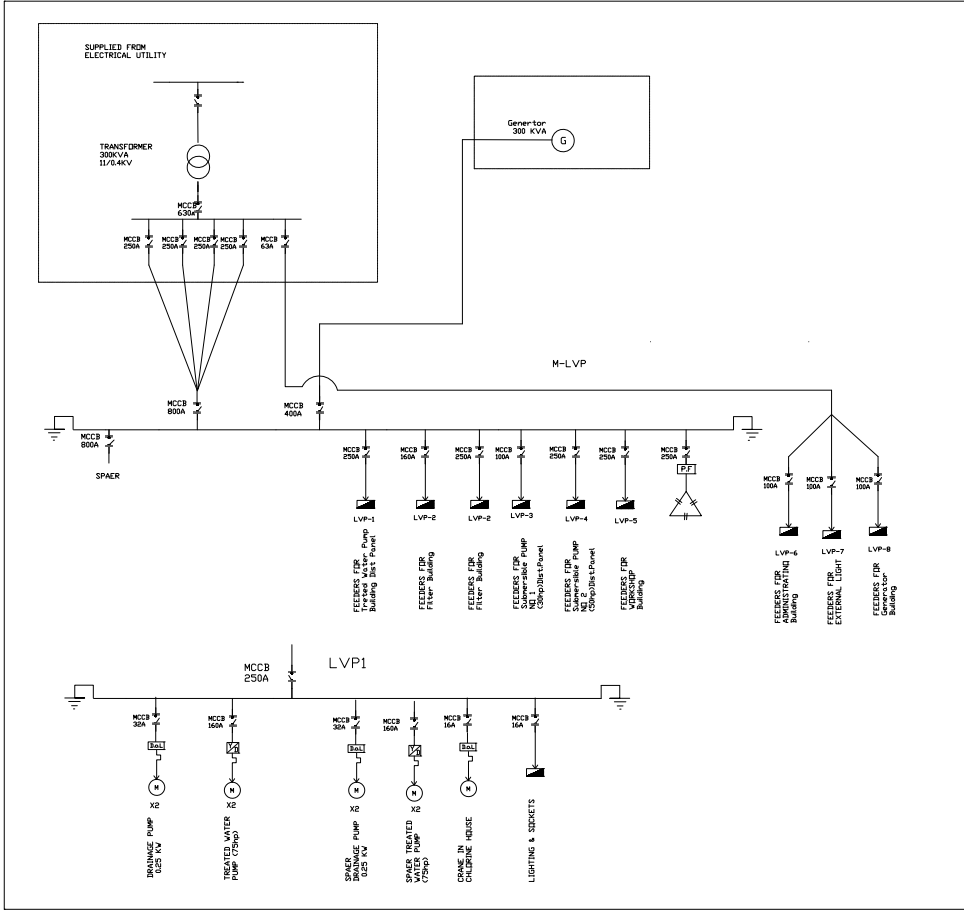 SUPPLIED FROM
ELECTRICAL UTILITY
TRANSFORMER
300KVA
11/0.4KV
MCCB
630A
MCCB
250A
MCCB
250A
MCCB
250A
MCCB
250A
MCCB
63A
Genertor
300 KVA
G
M-LVP
MCCB
800A
MCCB
400A
MCCB
800A
SPAER
MCCB
250A
MCCB
160A
MCCB
250A
MCCB
100A
MCCB
250A
MCCB
250A
MCCB
250A
P.F
MCCB
100A
MCCB
100A
MCCB
100A
LVP-1
LVP-2
LVP-2
LVP-3
LVP-4
LVP-5
LVP-6
LVP-7
LVP-8
FEEDERS FOR
Treted Water Pump
Building Dist Panel
FEEDERS FOR
Filter Building
FEEDERS FOR
Filter Building
FEEDERS FOR
Submersible PUMP
NO 1
(30hp)Dist.Panel
FEEDERS FOR
Submersible PUMP
NO 2
(50hp)Dist.Panel
FEEDERS FOR
WORKSHOP
Building
FEEDERS FOR
ADMINISTRATING
Building
FEEDERS FOR
EXTERNAL LIGHT
FEEDERS FOR
Generator
Building
LVP1
MCCB
250A
MCCB
32A
MCCB
160A
MCCB
32A
MCCB
160A
MCCB
16A
MCCB
16A
D.o.L
Y/D
D.o.L
Y/D
D.o.L
M
M
M
M
M
X2
X2
X2
X2
DRAINAGE PUMP
0.25 KW
TREATED WATER
PUMP (75hp)
SPAER
DRAINAGE PUMP
0.25 KW
SPAER TREATED
WATER PUMP
(75hp)
CRANE IN
CHLORINE HOUSE
LIGHTING & SOCKETS